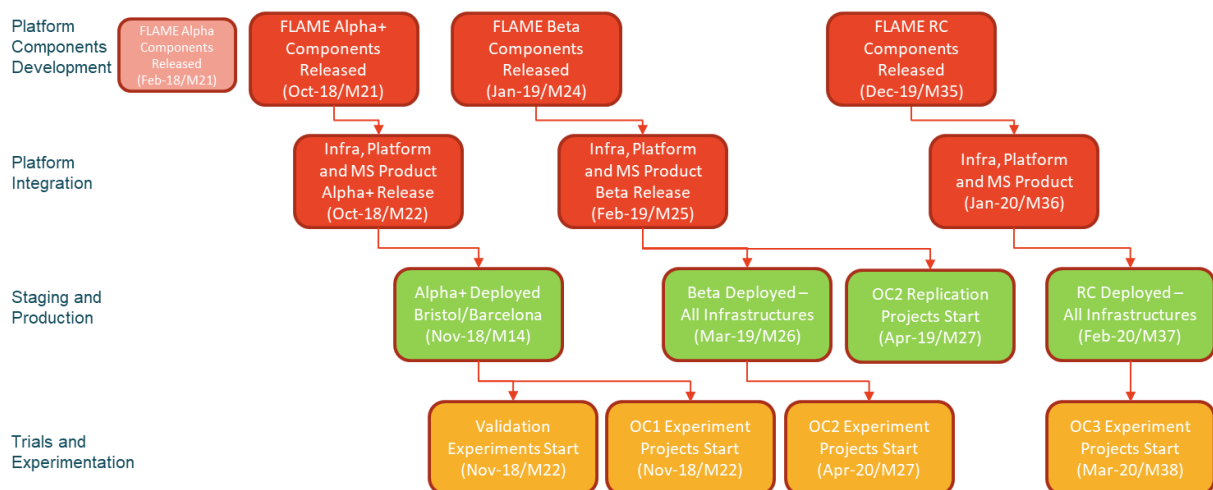 Platform
Components
Development
FLAME Alpha
Components
Released
(Feb-18/M21)
FLAME Alpha+
Components
Released
(Oct-18/M21)
FLAME Beta
Components
Released
(Jan-19/M24)
FLAME RC
Components
Released
(Dec-19/M35)
Platform
Integration
Infra, Platform
and MS Product
Alpha+ Release
(Oct-18/M22)
Infra, Platform
and MS Product
Beta Release
(Feb-19/M25)
Infra, Platform
and MS Product
(Jan-20/M36)
Staging and
Production
Alpha+ Deployed
Bristol/Barcelona
(Nov-18/M14)
Beta Deployed –
All Infrastructures
(Mar-19/M26)
OC2 Replication
Projects Start
(Apr-19/M27)
RC Deployed –
All Infrastructures
(Feb-20/M37)
Trials and
Experimentation
Validation
Experiments Start
(Nov-18/M22)
OC1 Experiment
Projects Start
(Nov-18/M22)
OC2 Experiment
Projects Start
(Apr-20/M27)
OC3 Experiment
Projects Start
(Mar-20/M38)